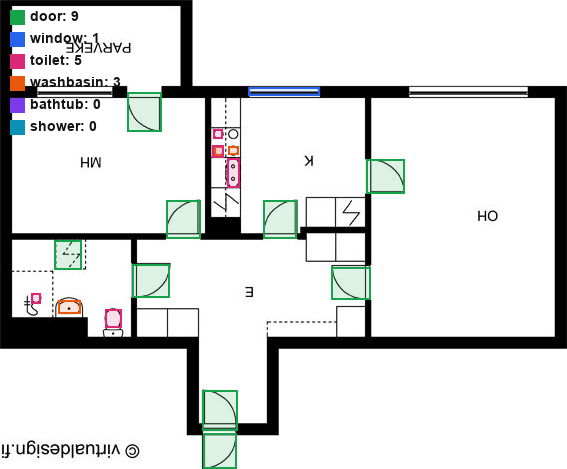 door: 9
window: 1
toilet: 5
washbasin: 3
bathtub: 0
shower: 0
PARVEKE
MH
K
OH
E
© virtualdesign.fi